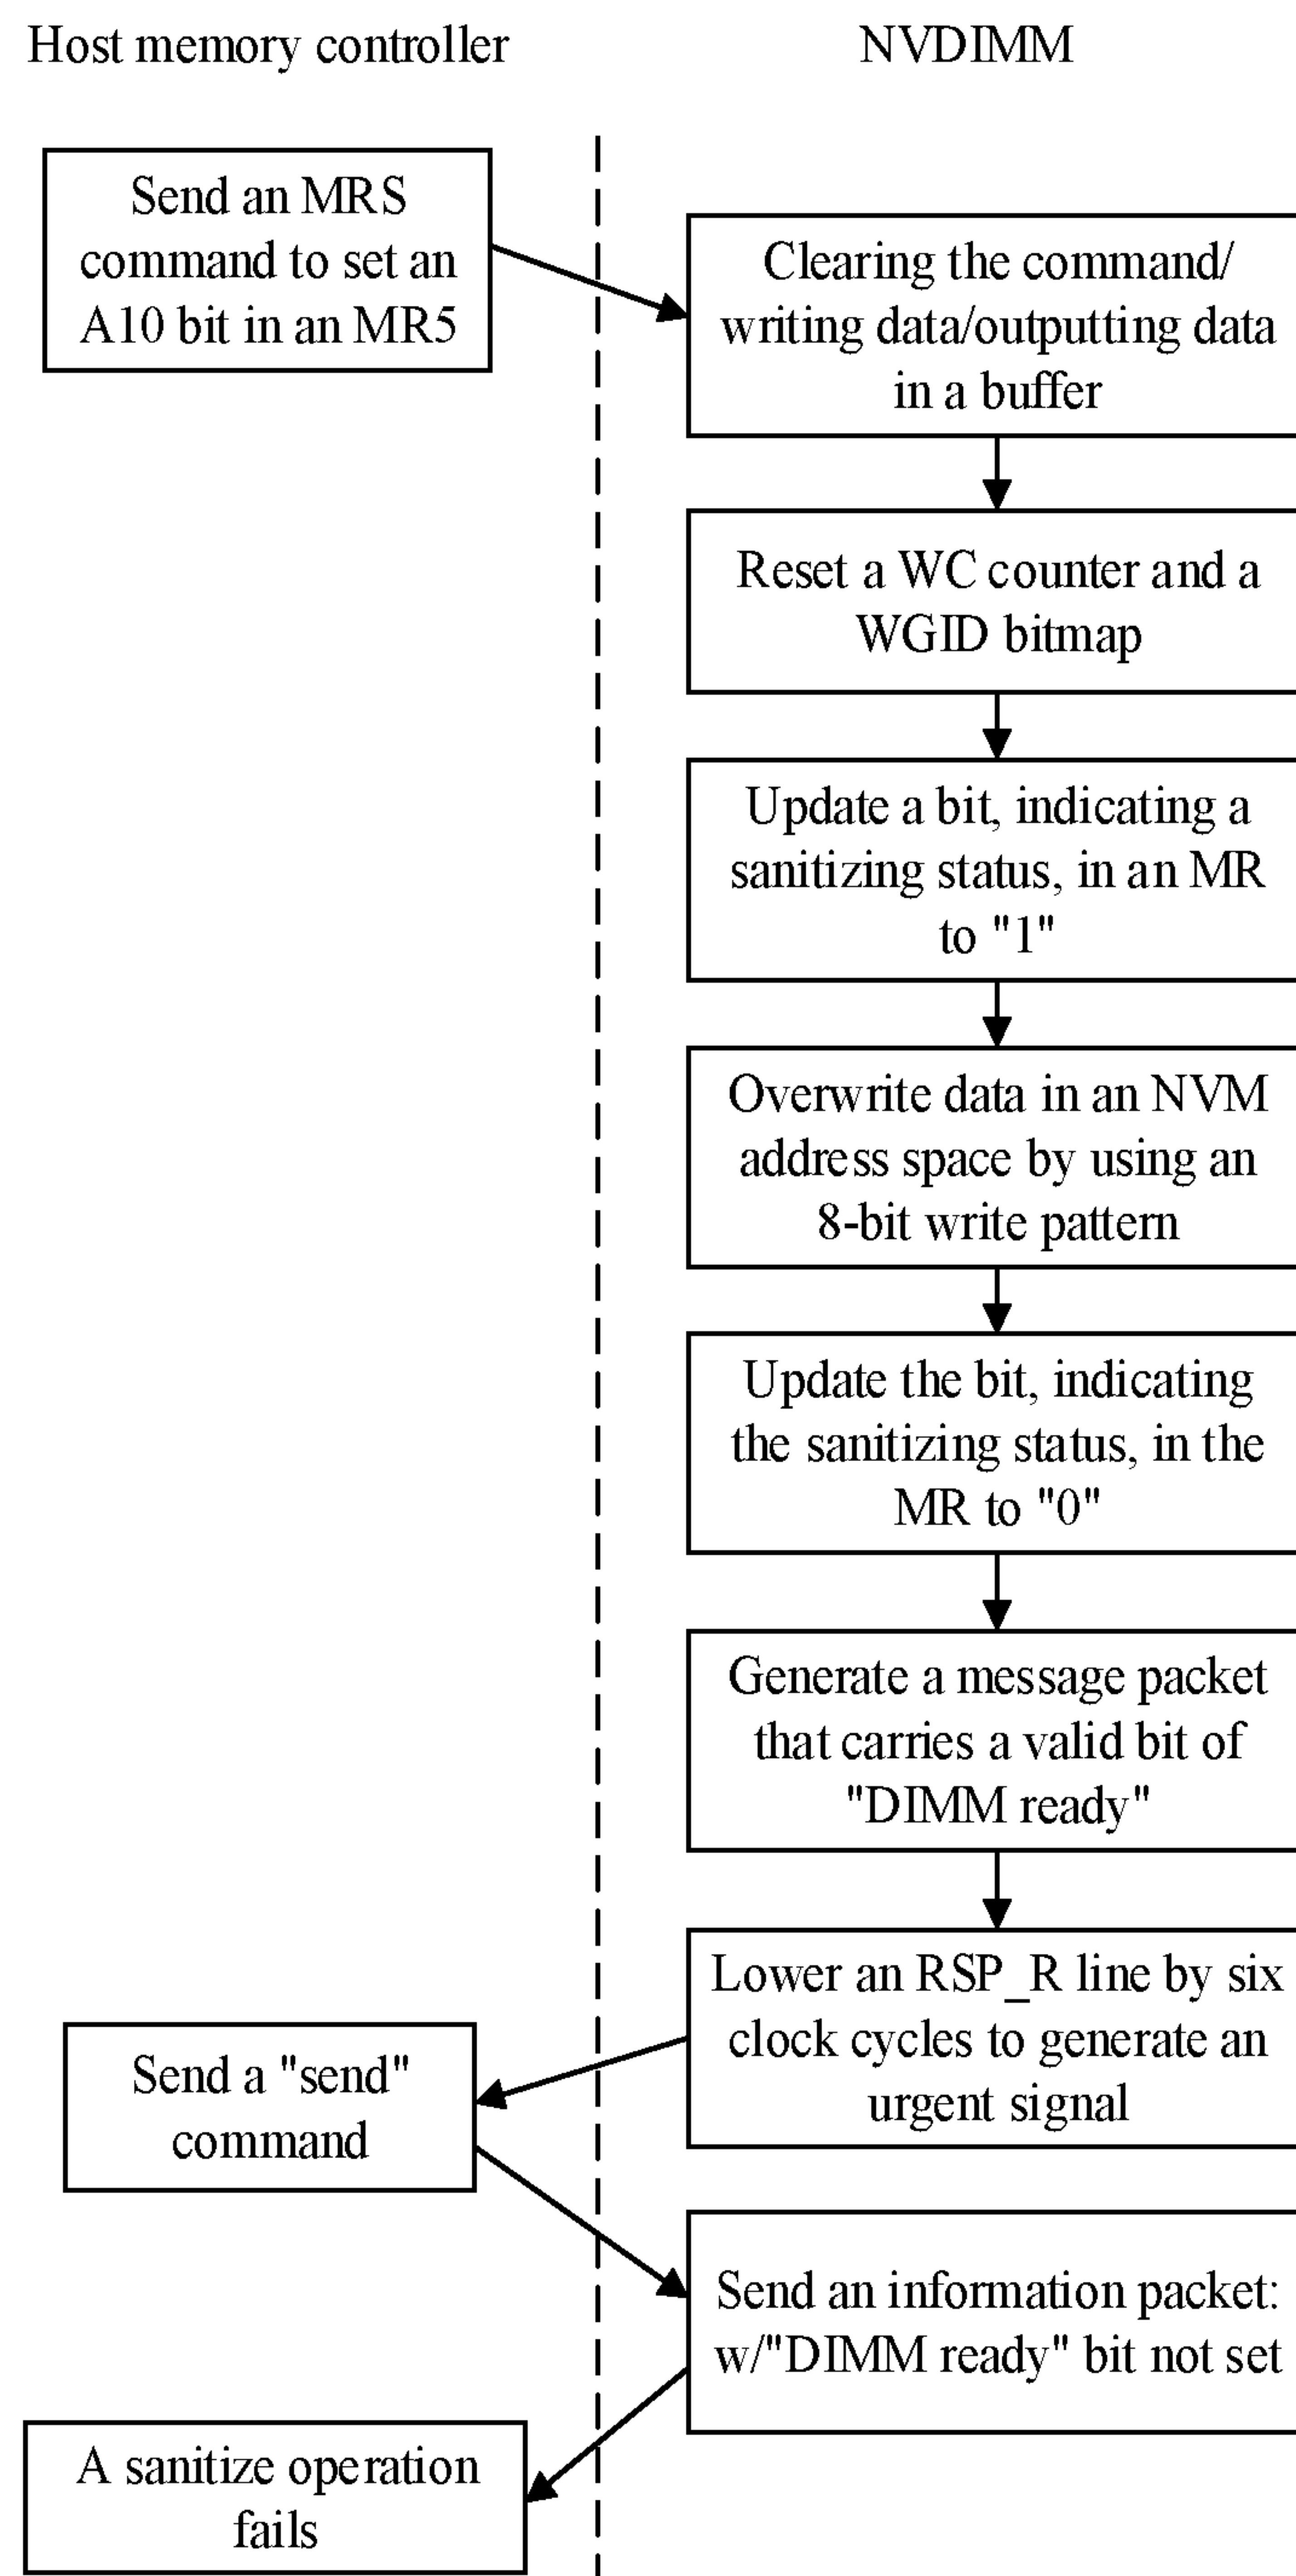 Host memory controller
NVDIMM
Send an MRS
command to set an
A10 bit in an MR5
Clearing the command/
writing data/outputting data
in a buffer
Reset a WC counter and a
WGID bitmap
Update a bit, indicating a
sanitizing status, in an MR
to "1"
Overwrite data in an NVM
address space by using an
8-bit write pattern
Update the bit, indicating
the sanitizing status, in the
MR to "0"
Generate a message packet
that carries a valid bit of
"DIMM ready"
Lower an RSP_R line by six
clock cycles to generate an
urgent signal
Send a "send"
command
Send an information packet:
w/"DIMM ready" bit not set
A sanitize operation
fails